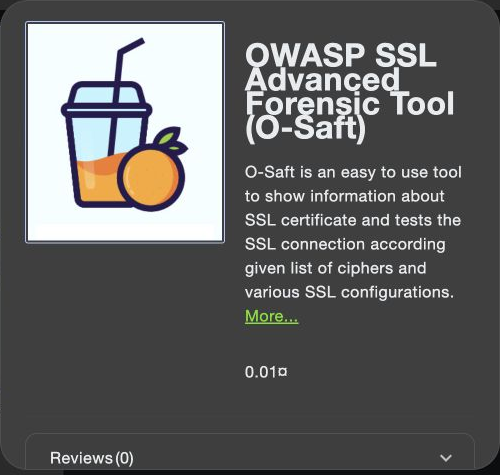 OWASP SSL
Advanced
Forensic Tool
(O-Saft)
O-Saft is an easy to use tool
to show information about
SSL certificate and tests the
SSL connection according
given list of ciphers and
various SSL configurations.
More...
0.01¤
Reviews (0)